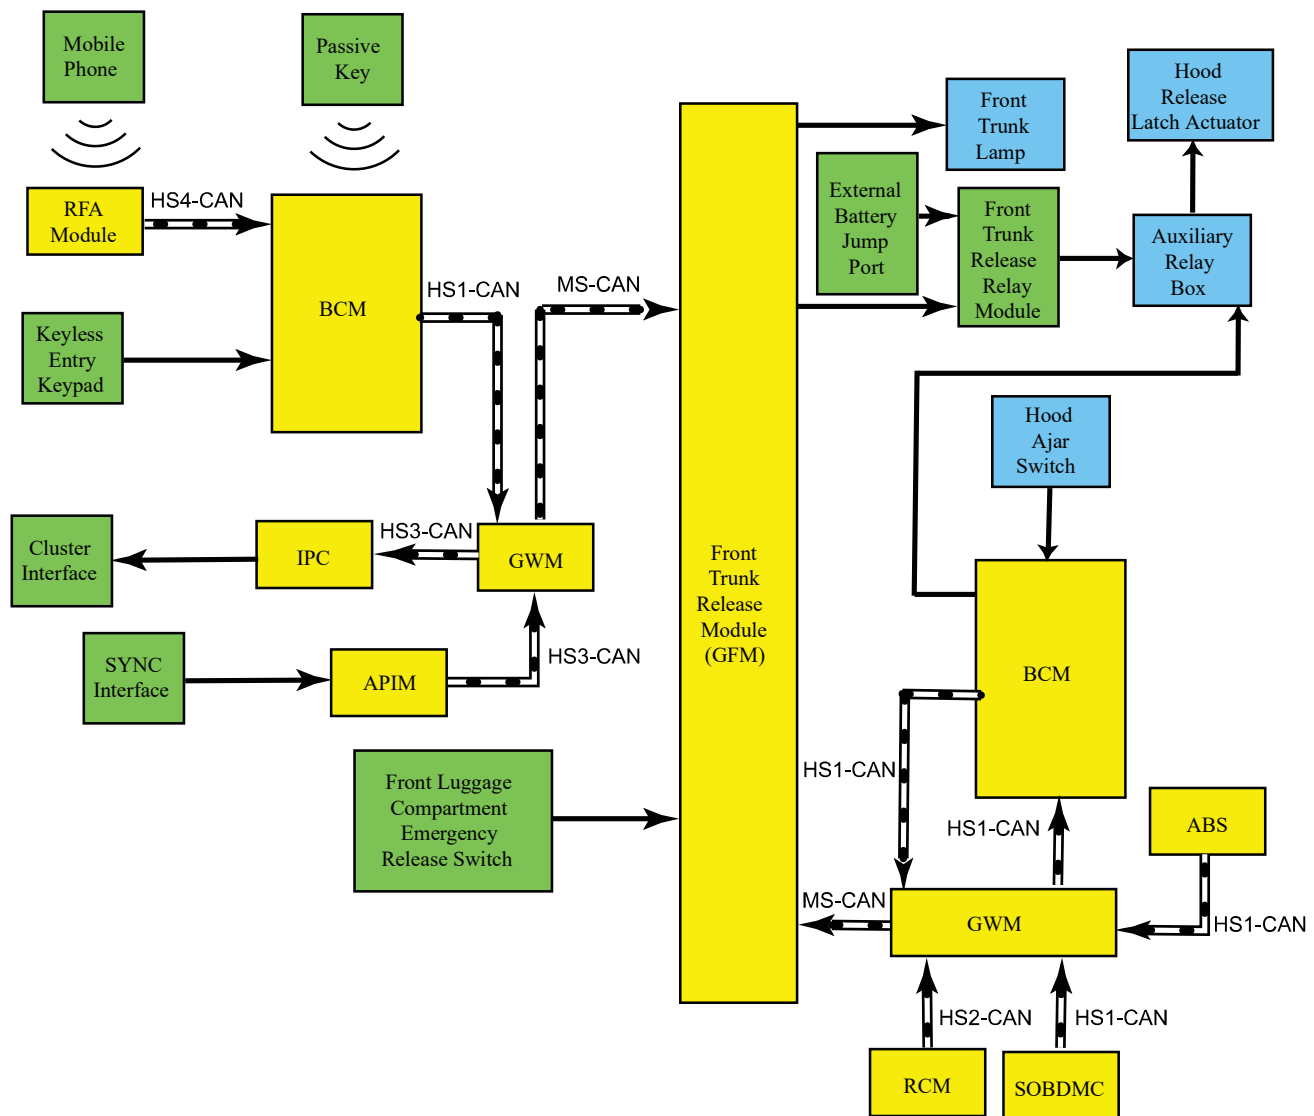 Mobile
Phone
Passive
Key
Front
Trunk
Lamp
Hood
Release
Latch Actuator
RFA
Module
HS4-CAN
BCM
External
Battery
Jump
Port
Front
Trunk
Release
Relay
Module
Auxiliary
Relay
Box
HS1-CAN
MS-CAN
Keyless
Entry
Keypad
Hood
Ajar
Switch
Cluster
Interface
IPC
HS3-CAN
GWM
Front
Trunk
Release
Module
(GFM)
SYNC
Interface
APIM
HS3-CAN
BCM
Front Luggage
Compartment
Emergency
Release Switch
HS1-CAN
HS1-CAN
ABS
MS-CAN
GWM
HS1-CAN
HS2-CAN
HS1-CAN
RCM
SOBDMC